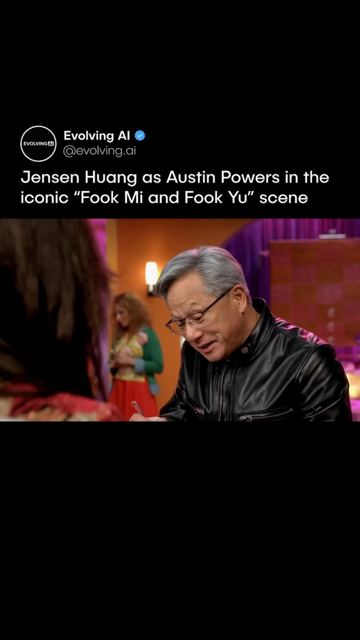 EVOLVING AI
Evolving AI
@evolving.ai
Jensen Huang as Austin Powers in the
iconic “Fook Mi and Fook Yu” scene